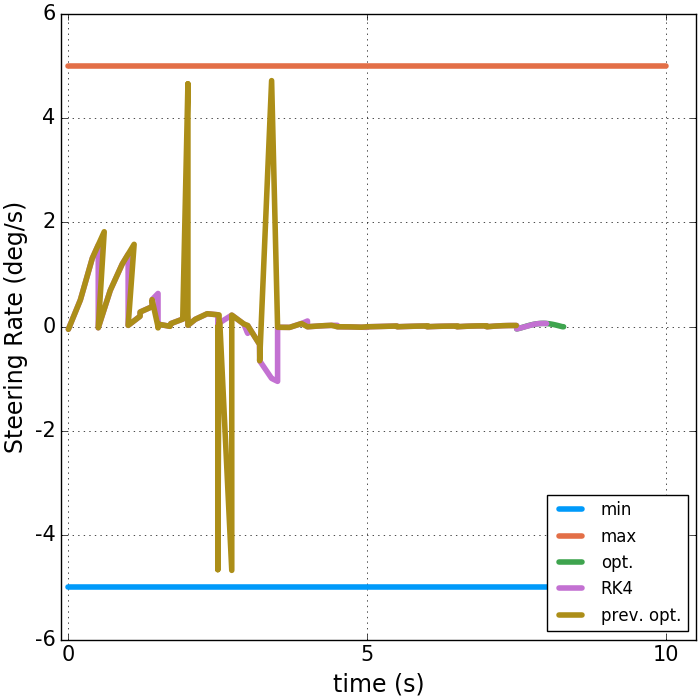 6
4
2
0
-2
-4
-6
Steering Rate (deg/s)
min
max
opt.
RK4
prev. opt.
0 5 10
time (s)